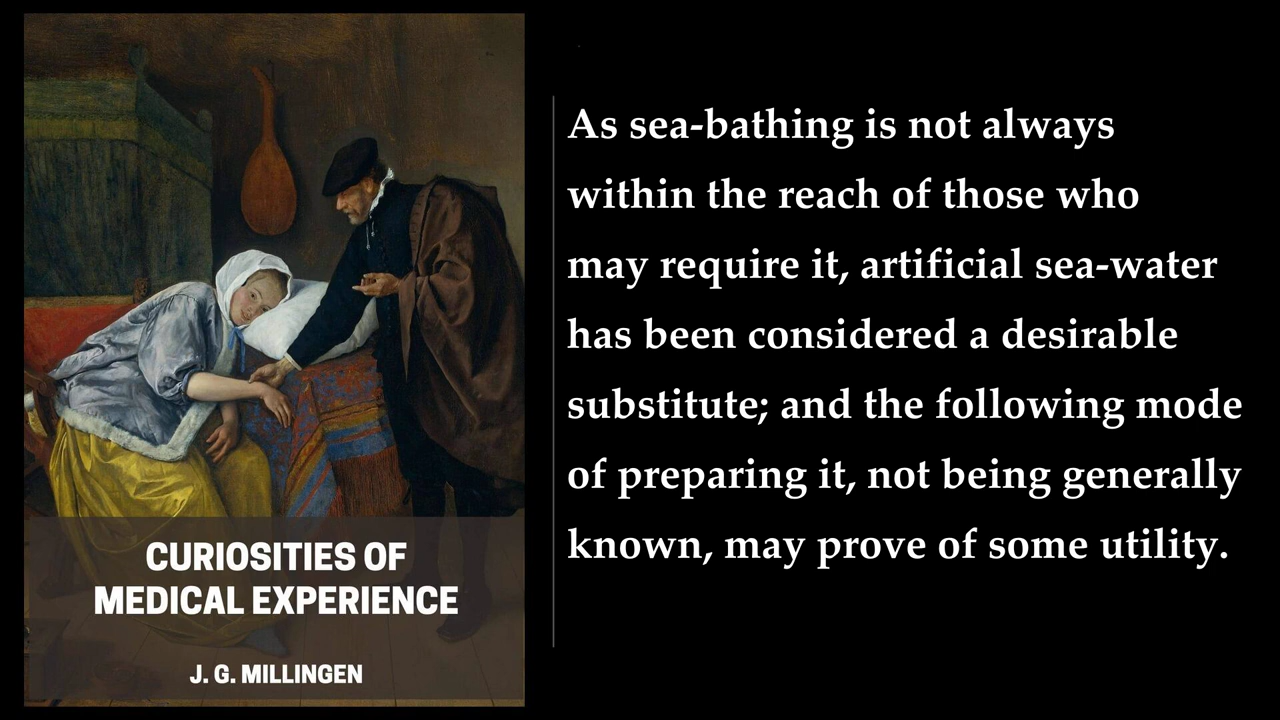 CURIOSITIES OF
MEDICAL EXPERIENCE
J. G. MILLINGEN
As sea-bathing is not always
within the reach of those who
may require it, artificial sea-water
has been considered a desirable
substitute; and the following mode
of preparing it, not being generally
known, may prove of some utility.